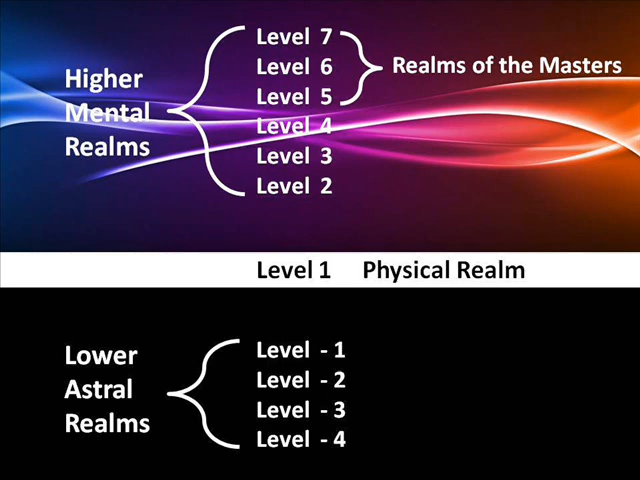 Higher
Mental
Realms
Level 7
Level 6
Level 5
Level 4
Level 3
Level 2
Realms of the Masters
Level 1 Physical Realm
Lower
Astral
Realms
Level - 1
Level - 2
Level - 3
Level - 4